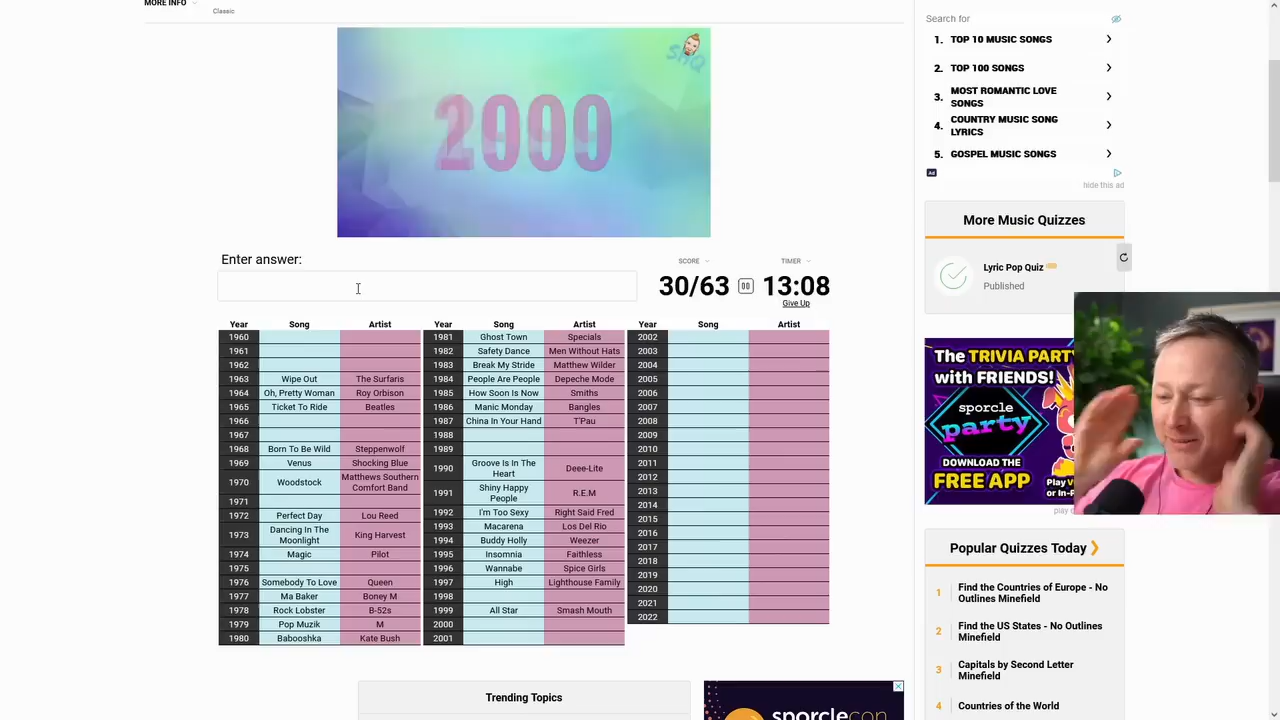 MORE INFO
Classic
SHQ
2000
Enter answer:
SCORE
TIMER
30/63
13:08
Give Up
Year Song Artist
1960
1961
1962
1963 Wipe Out The Surfaris
1964 Oh, Pretty Woman Roy Orbison
1965 Ticket To Ride Beatles
1966
1967
1968 Born To Be Wild Steppenwolf
1969 Venus Shocking Blue
1970 Woodstock Matthews Southern
Comfort Band
1971
1972 Perfect Day Lou Reed
1973 Dancing In The
Moonlight King Harvest
1974 Magic Pilot
1975
1976 Somebody To Love Queen
1977 Ma Baker Boney M
1978 Rock Lobster B-52s
1979 Pop Muzik M
1980 Babooshka Kate Bush
Year Song Artist
1981 Ghost Town Specials
1982 Safety Dance Men Without Hats
1983 Break My Stride Matthew Wilder
1984 People Are People Depeche Mode
1985 How Soon Is Now Smiths
1986 Manic Monday Bangles
1987 China In Your Hand T'Pau
1988
1989
1990 Groove Is In The
Heart Deee-Lite
1991 Shiny Happy
People R.E.M
1992 I'm Too Sexy Right Said Fred
1993 Macarena Los Del Rio
1994 Buddy Holly Weezer
1995 Insomnia Faithless
1996 Wannabe Spice Girls
1997 High Lighthouse Family
1998
1999 All Star Smash Mouth
2000
2001
Year Song Artist
2002
2003
2004
2005
2006
2007
2008
2009
2010
2011
2012
2013
2014
2015
2016
2017
2018
2019
2020
2021
2022
Trending Topics
sporclecon
Search for
1. TOP 10 MUSIC SONGS
2. TOP 100 SONGS
3. MOST ROMANTIC LOVE
SONGS
4. COUNTRY MUSIC SONG
LYRICS
5. GOSPEL MUSIC SONGS
Ad
hide this ad
More Music Quizzes
Lyric Pop Quiz
Published
The TRIVIA PARTY
with FRIENDS!
sporcle
party
DOWNLOAD THE
FREE APP
Play
or In-P
Popular Quizzes Today
1 Find the Countries of Europe - No
Outlines Minefield
2 Find the US States - No Outlines
Minefield
3 Capitals by Second Letter
Minefield
4 Countries of the World